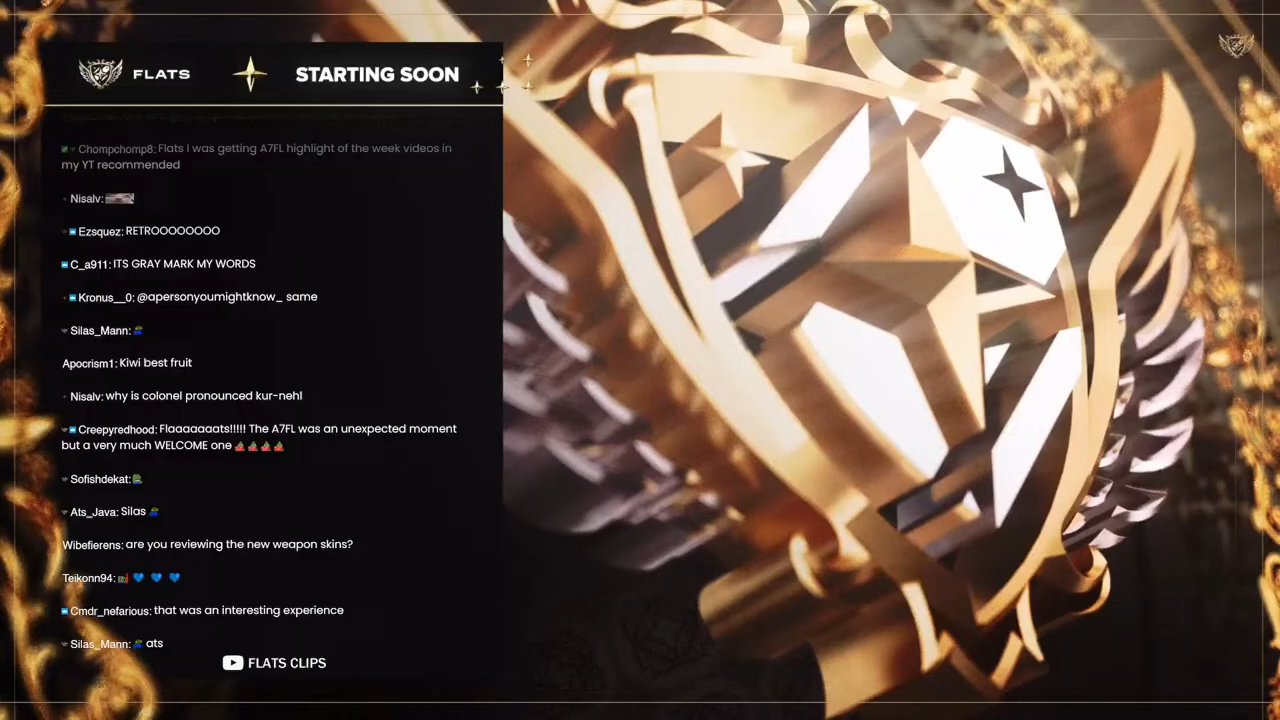 FLATS
STARTING SOON
Chompchomp8: Flats I was getting A7FL highlight of the week videos in
my YT recommended
Nisalv:
Ezsquez: RETROOOOOOOO
C_a911: ITS GRAY MARK MY WORDS
Kronus__0: @apersonyoumightknow_ same
Silas_Mann:
Apocrism1: Kiwi best fruit
Nisalv: why is colonel pronounced kur-nehl
Creepyredhood: Flaaaaaaats!!!!! The A7FL was an unexpected moment
but a very much WELCOME one
Sofishdekat:
Ats_Java: Silas
Wibefierens: are you reviewing the new weapon skins?
Teikonn94: 💙 💙 💙
Cmdr_nefarious: that was an interesting experience
Silas_Mann: ats
FLATS CLIPS